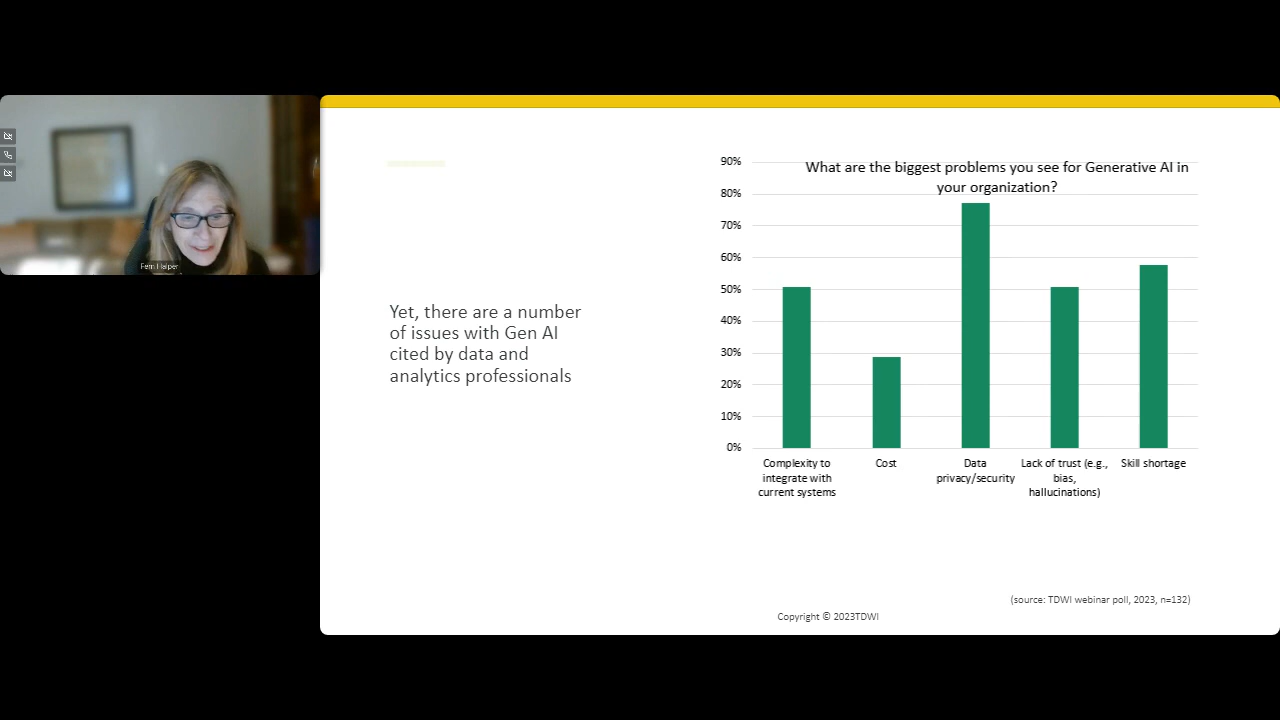 Fern Halper
Yet, there are a number
of issues with Gen AI
cited by data and
analytics professionals
What are the biggest problems you see for Generative AI in
your organization?
90%
80%
70%
60%
50%
40%
30%
20%
10%
0%
Complexity to
integrate with
current systems
Cost
Data
privacy/security
Lack of trust (e.g.,
bias,
hallucinations)
Skill shortage
(source: TDWI webinar poll, 2023, n=132)
Copyright © 2023TDWI